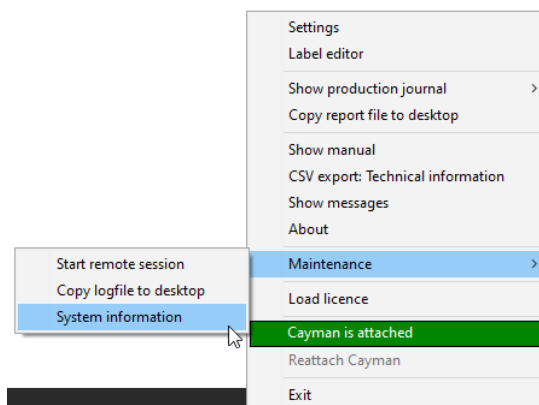 Settings
Label editor
Show production journal
Copy report file to desktop
Show manual
CSV export: Technical information
Show messages
About
Maintenance
Start remote session
Copy logfile to desktop
System information
Load licence
Cayman is attached
Reattach Cayman
Exit